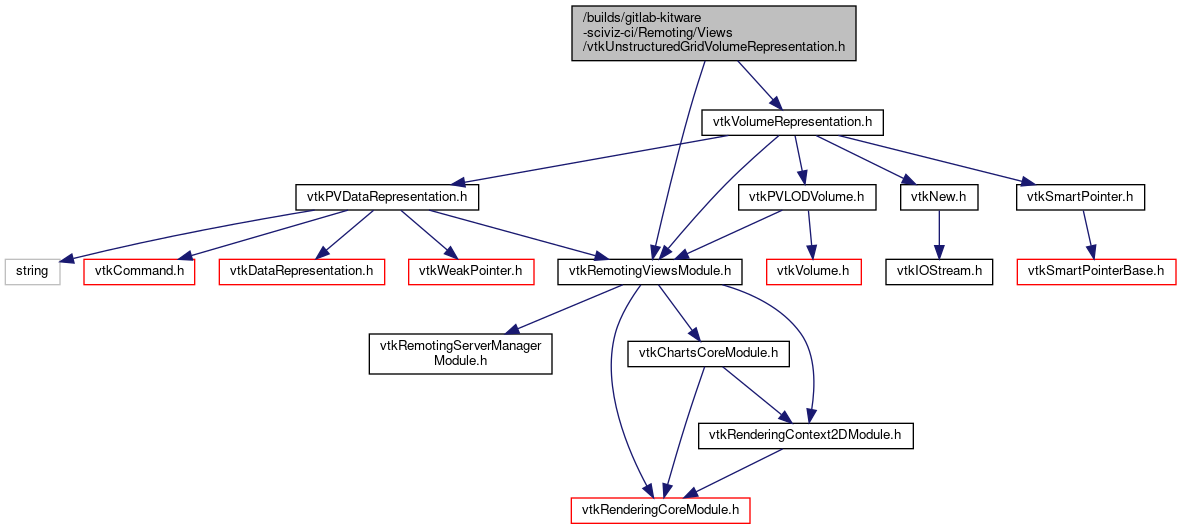 /builds/gitlab-kitware
-sciviz-ci/Remoting/Views
/vtkUnstructuredGridVolumeRepresentation.h
vtkVolumeRepresentation.h
vtkPVDataRepresentation.h
vtkPVLODVolume.h
vtkNew.h
vtkSmartPointer.h
string
vtkCommand.h
vtkDataRepresentation.h
vtkWeakPointer.h
vtkRemotingViewsModule.h
vtkVolume.h
vtkIOStream.h
vtkSmartPointerBase.h
vtkRemotingServerManager
Module.h
vtkChartsCoreModule.h
vtkRenderingContext2DModule.h
vtkRenderingCoreModule.h